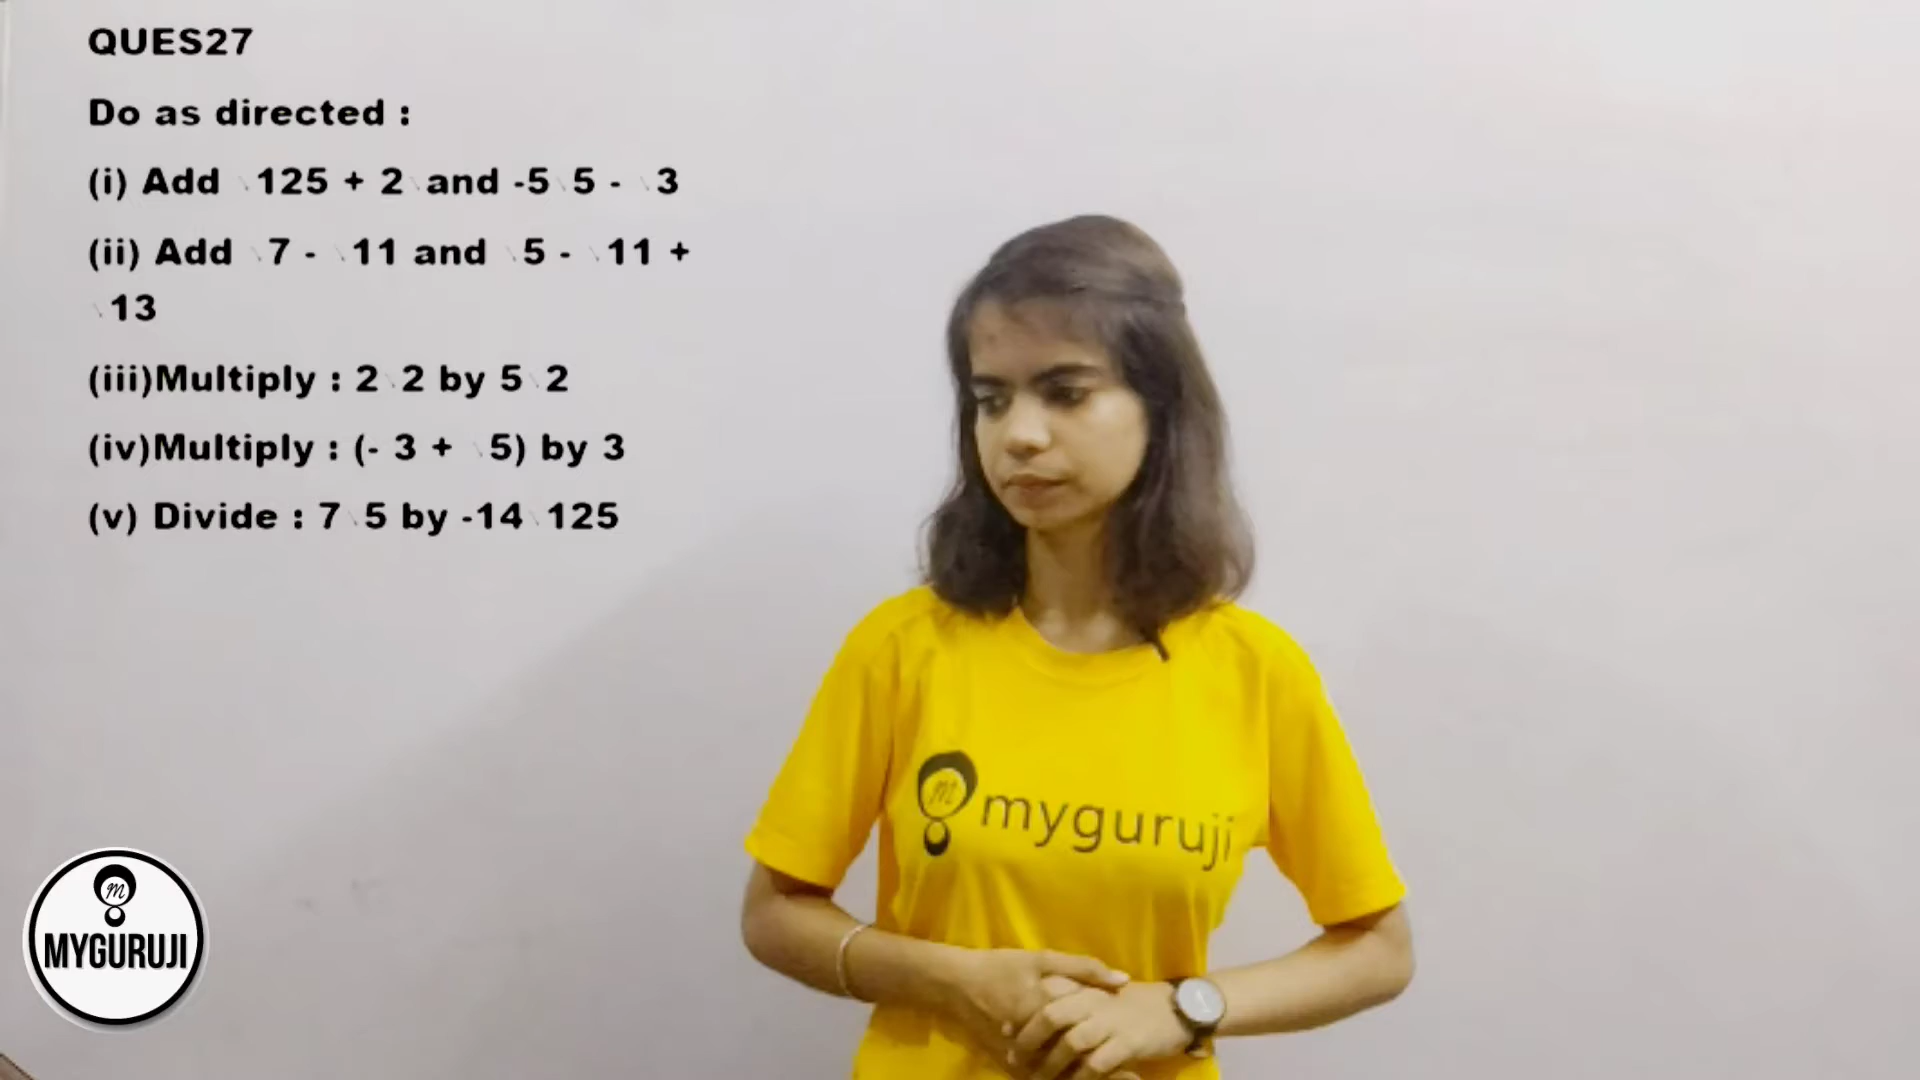 QUES27
Do as directed :
(i) Add √125 + 2√ and -5√5 - √3
(ii) Add √7 - √11 and √5 - √11 +
√13
(iii)Multiply : 2√2 by 5√2
(iv)Multiply : (- 3 + √5) by 3
(v) Divide : 7√5 by -14√125
m myguruji
m
MYGURUJI